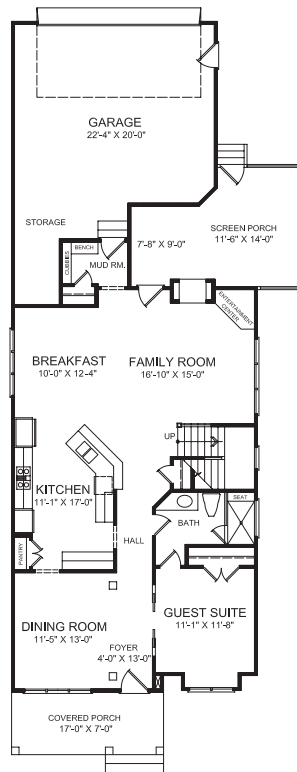 GARAGE
22'-4" X 20'-0"
STORAGE
SCREEN PORCH
11'-6" X 14'-0"
7'-8" X 9'-0"
BENCH
CUBBIES
MUD RM.
ENTERTAINMENT
CENTER
BREAKFAST
10'-0" X 12'-4"
FAMILY ROOM
16'-10" X 15'-0"
UP
KITCHEN
11'-1" X 17'-0"
SEAT
BATH
HALL
PANTRY
DINING ROOM
11'-5" X 13'-0"
GUEST SUITE
11'-1" X 11'-8"
FOYER
4'-0" X 13'-0"
COVERED PORCH
17'-0" X 7'-0"